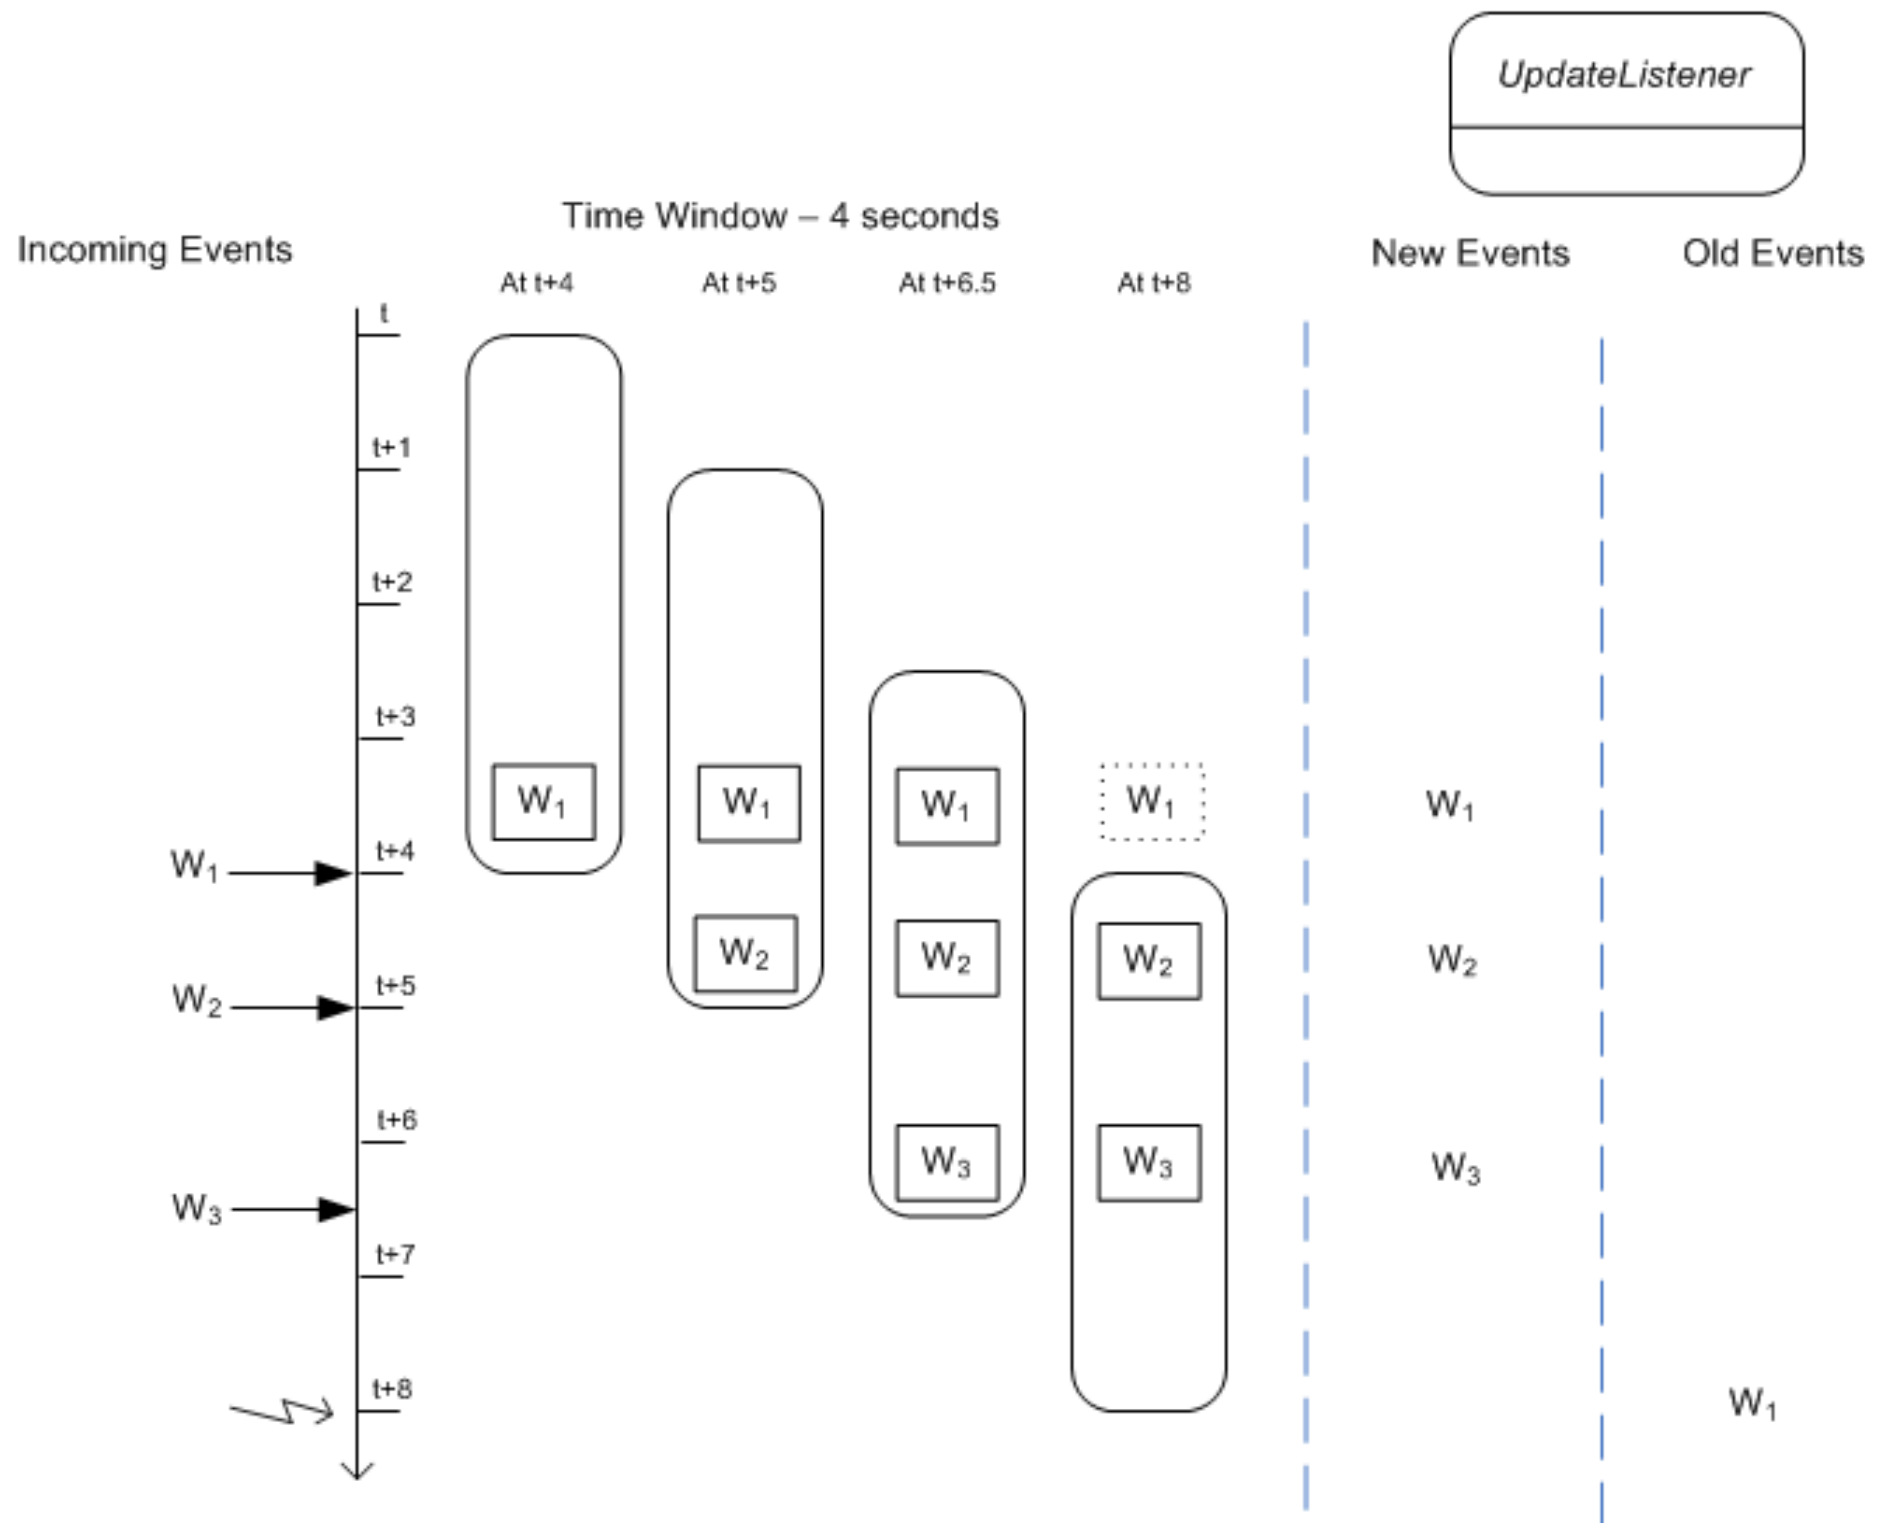 UpdateListener
Time Window – 4 seconds
Incoming Events
New Events
Old Events
At t+4
At t+5
At t+6.5
At t+8
t
t+1
t+2
t+3
W1
W1
W1
W1
W1
t+4
W1
W2
W2
W2
W2
t+5
W2
t+6
W3
W3
W3
W3
t+7
t+8
W1